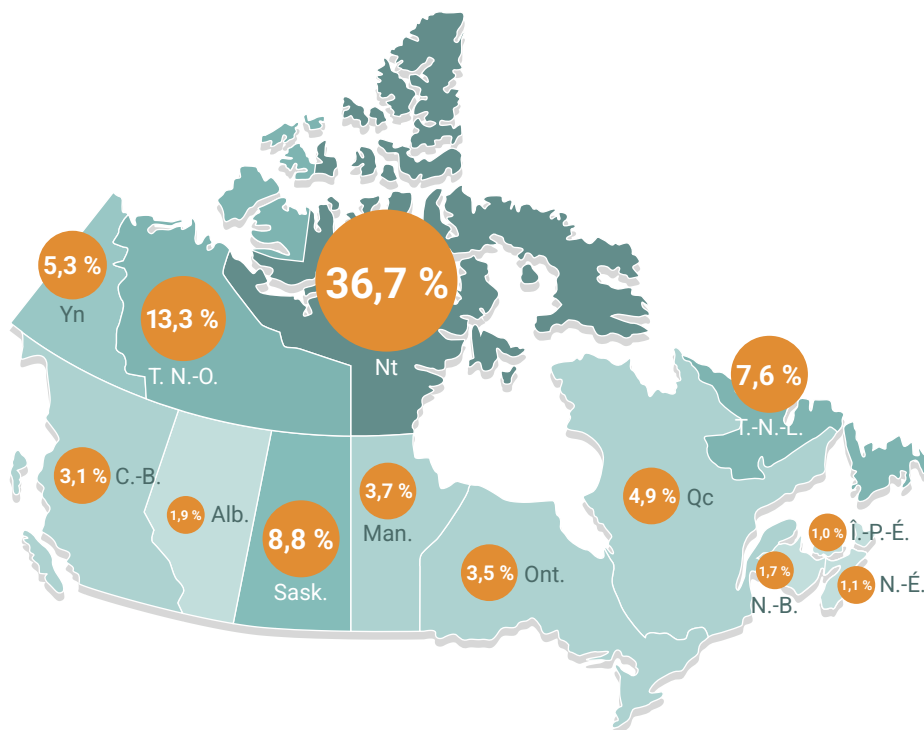 5,3 %
Yn
13,3 %
T. N.-O.
36,7 %
Nt
7,6 %
T.-N.-L.
3,1 %
C.-B.
1,9 %
Alb.
8,8 %
Sask.
3,7 %
Man.
3,5 %
Ont.
4,9 %
Qc
1,0 %
Î.-P.-É.
1,7 %
N.-B.
1,1 %
N.-É.